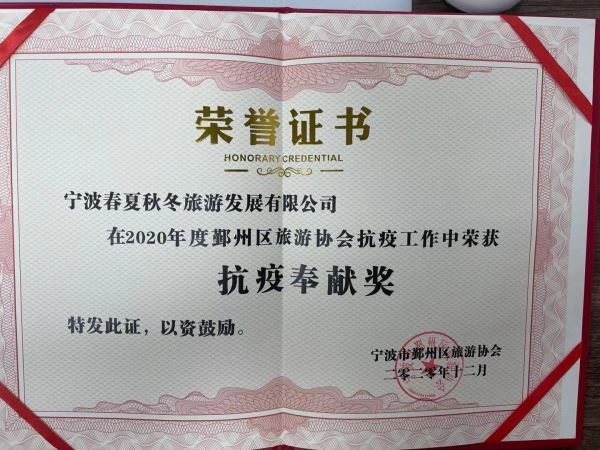 荣誉证书
HONORARY CREDENTIAL
宁波春夏秋冬旅游发展有限公司
在2020年度鄞州区旅游协会抗疫工作中荣获
抗疫奉献奖
特发此证，以资鼓励。
宁波市鄞州区旅游协会
二零二零年十二月